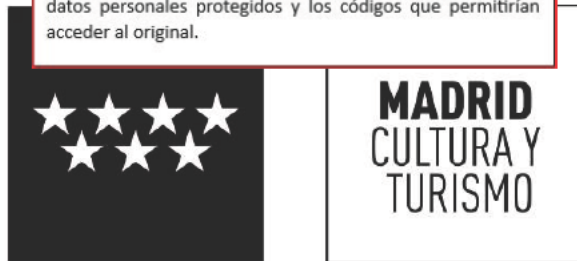 datos personales protegidos y los códigos que permitirían
acceder al original.
MADRID
CULTURA Y
TURISMO